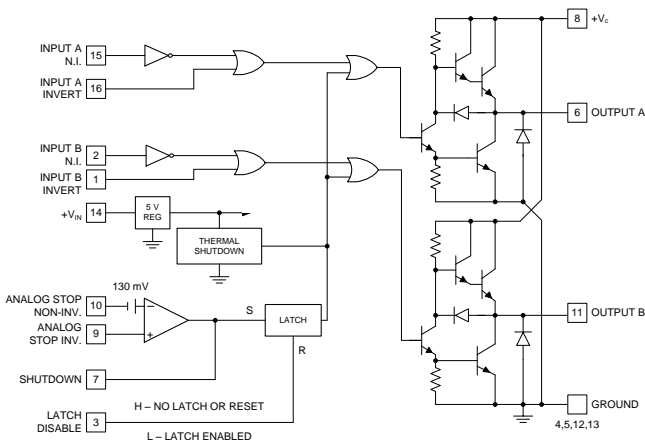 INPUT A
N.I.
15
INPUT A
INVERT
16
INPUT B
N.I.
2
INPUT B
INVERT
1
+VIN
14
5 V
REG
THERMAL
SHUTDOWN
130 mV
ANALOG STOP
NON-INV.
10
ANALOG
STOP INV.
9
−
+
S
LATCH
R
SHUTDOWN
7
LATCH
DISABLE
3
H – NO LATCH OR RESET
L – LATCH ENABLED
8
+Vc
6
OUTPUT A
11
OUTPUT B
GROUND
4,5,12,13